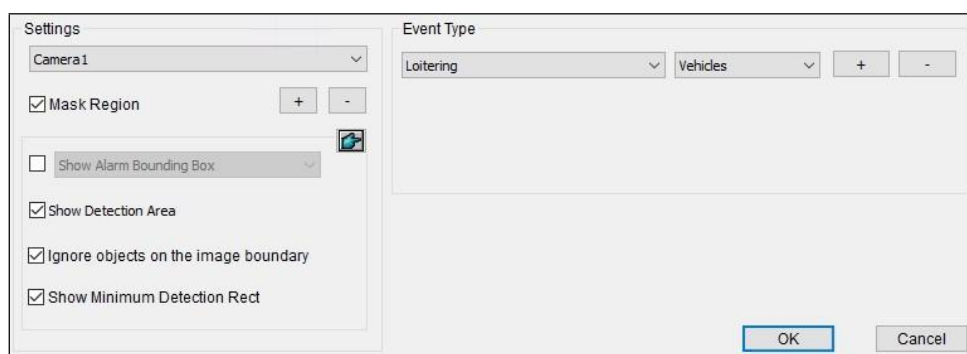 Settings
Camera1
Mask Region + -
Show Alarm Bounding Box
Show Detection Area
Ignore objects on the image boundary
Show Minimum Detection Rect
Event Type
Loitering Vehicles + -
OK Cancel